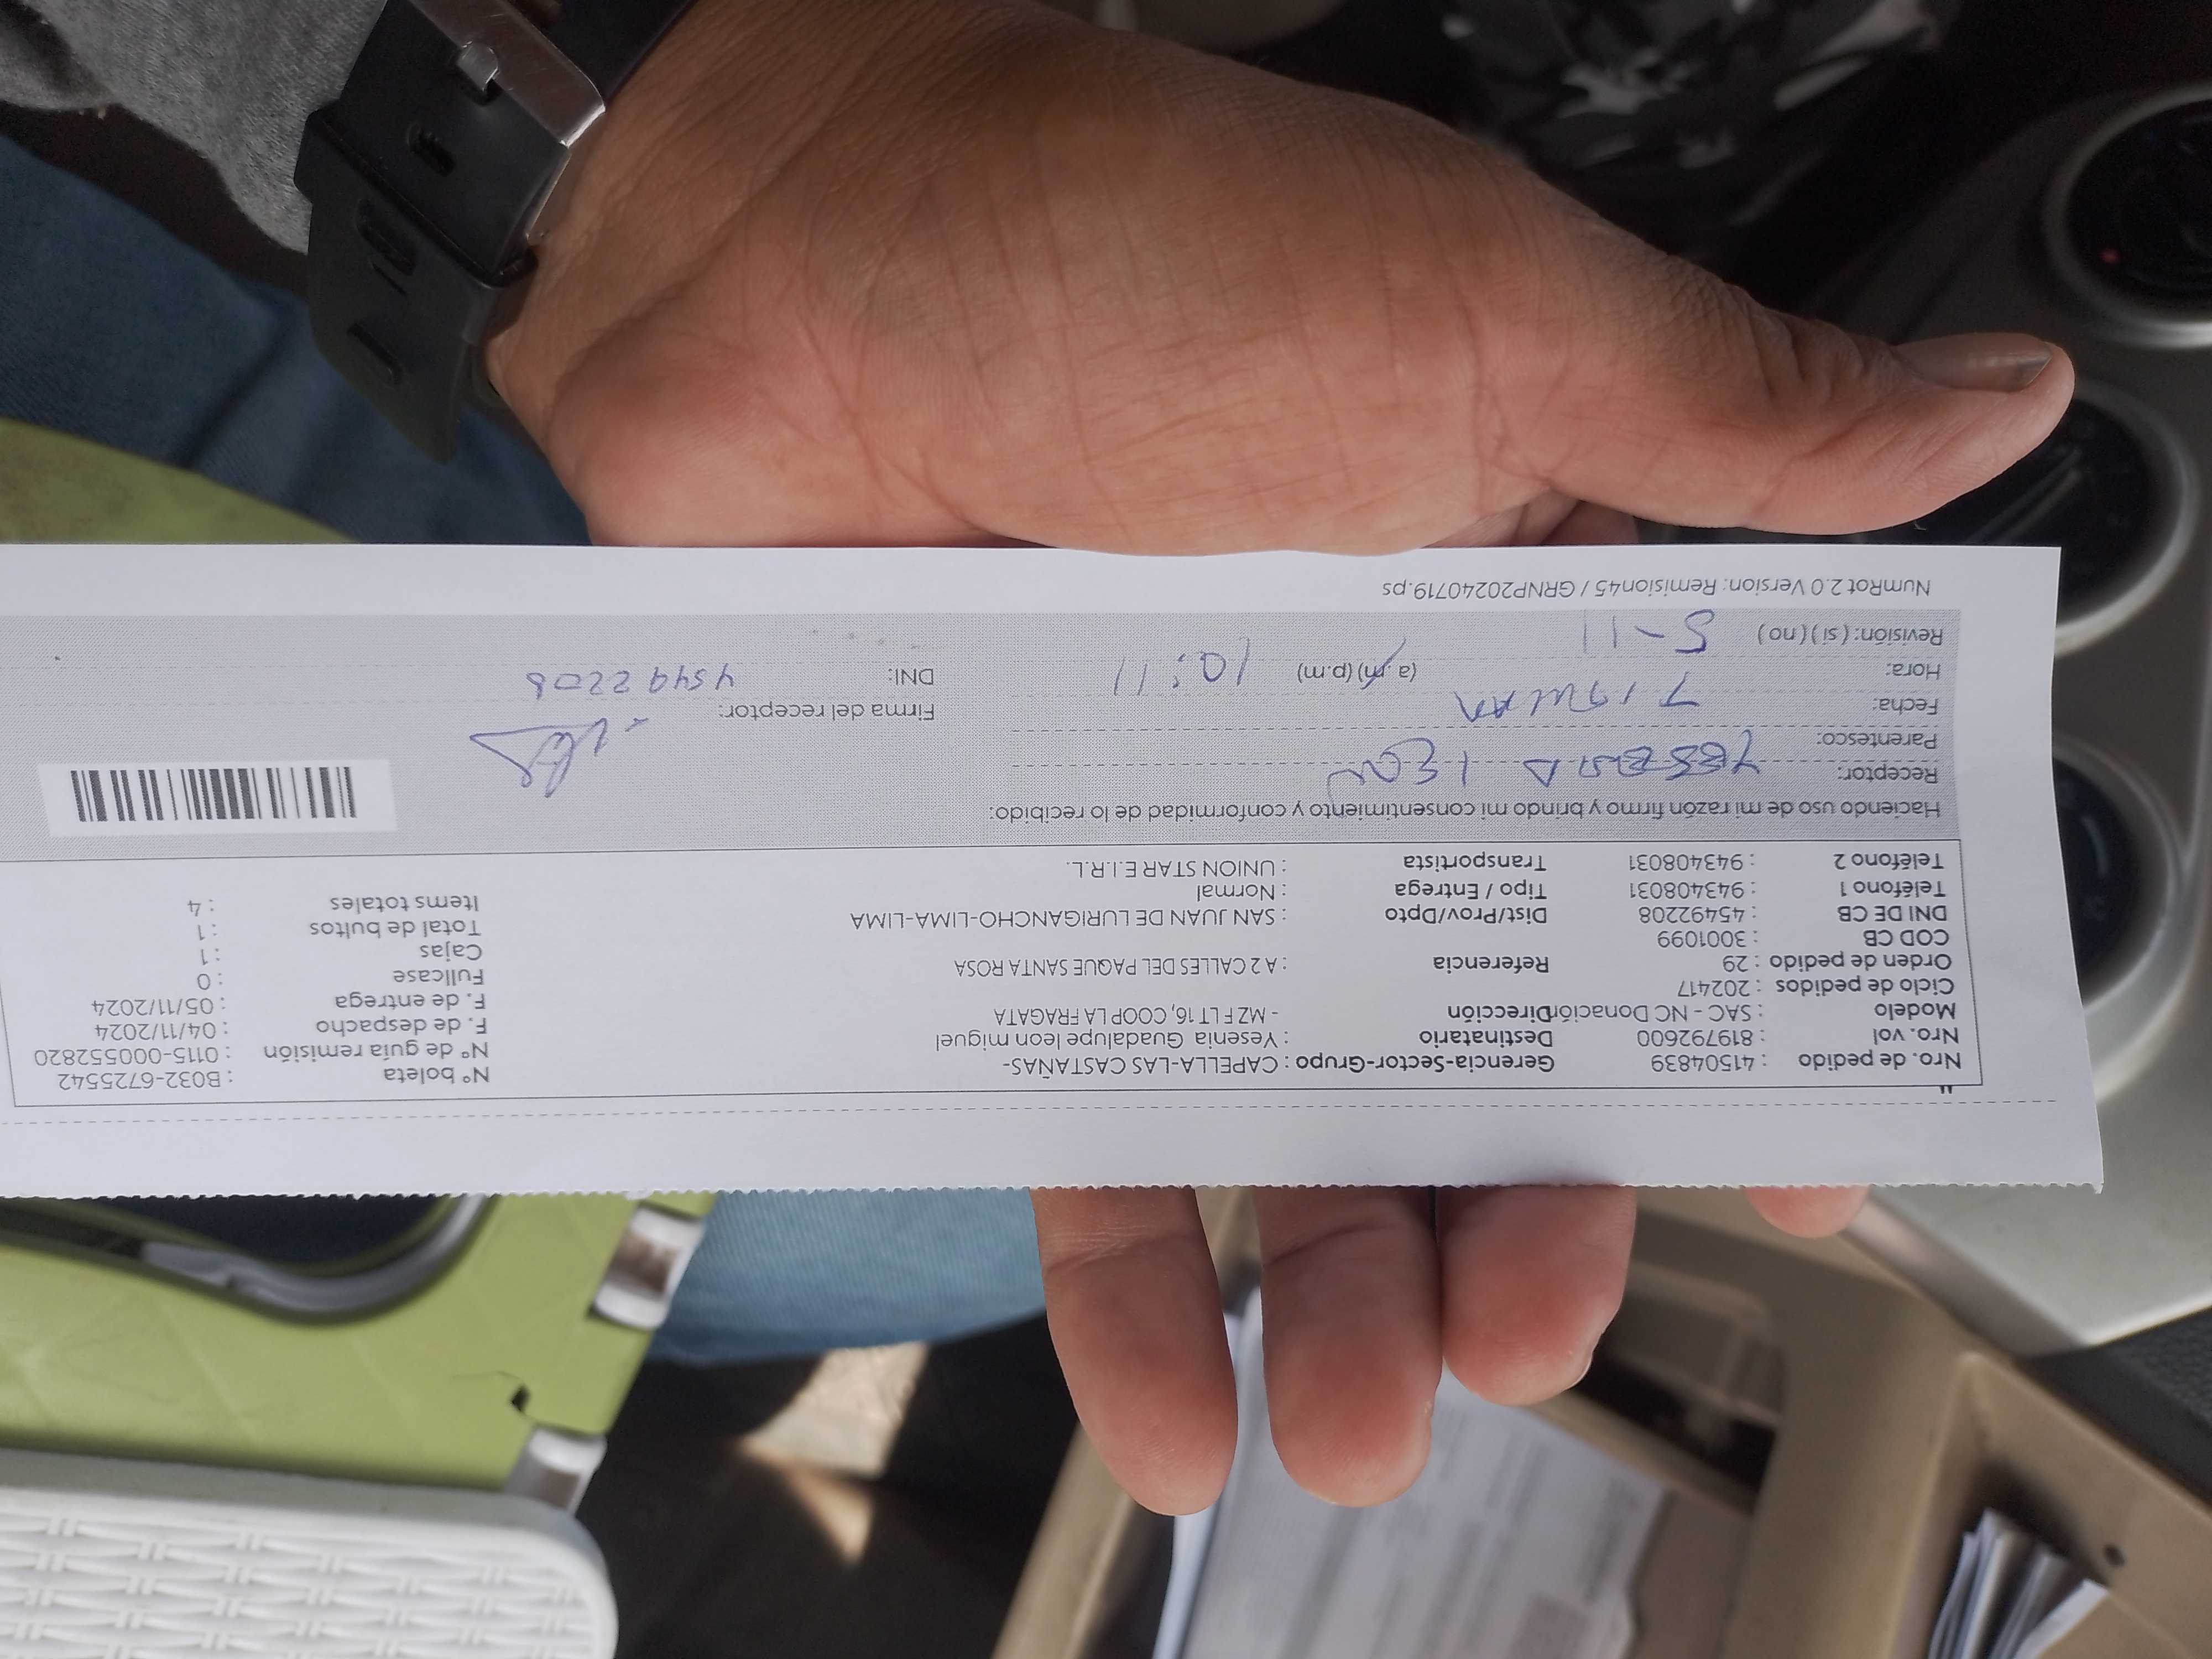 "
Nro. de pedido : 41504839 Gerencia-Sector-Grupo : CAPELLA-LAS CASTAÑAS- Nº boleta : B032-6725542
Nro. vol : 819792600 Destinatario : Yesenia Guadalupe leon miguel Nº de guía remisión : 0115-000552820
Modelo : SAC - NC Donación Dirección - MZ F LT 16, COOP LA FRAGATA F. de despacho : 04/11/2024
Ciclo de pedidos : 202417 F. de entrega : 05/11/2024
Orden de pedido : 29 Referencia : A 2 CALLES DEL PAQUE SANTA ROSA Fullcase : 0
COD CB : 3001099 Cajas : 1
DNI DE CB : 45492208 Dist/Prov/Dpto : SAN JUAN DE LURIGANCHO-LIMA-LIMA Total de bultos : 1
Teléfono 1 : 943408031 Tipo / Entrega : Normal Items totales : 4
Teléfono 2 : 943408031 Transportista : UNION STAR E.I.R.L.
Haciendo uso de mi razón firmo y brindo mi consentimiento y conformidad de lo recibido:
Receptor: Yesenia Leon
Parentesco:
Fecha: TITULAR Firma del receptor:
Hora: (a.m) (p.m) 10:11 DNI: 45492208
Revisión: ( si ) ( no ) 5-11
NumRot 2.0 Version: Remision45 / GRNP20240719.ps